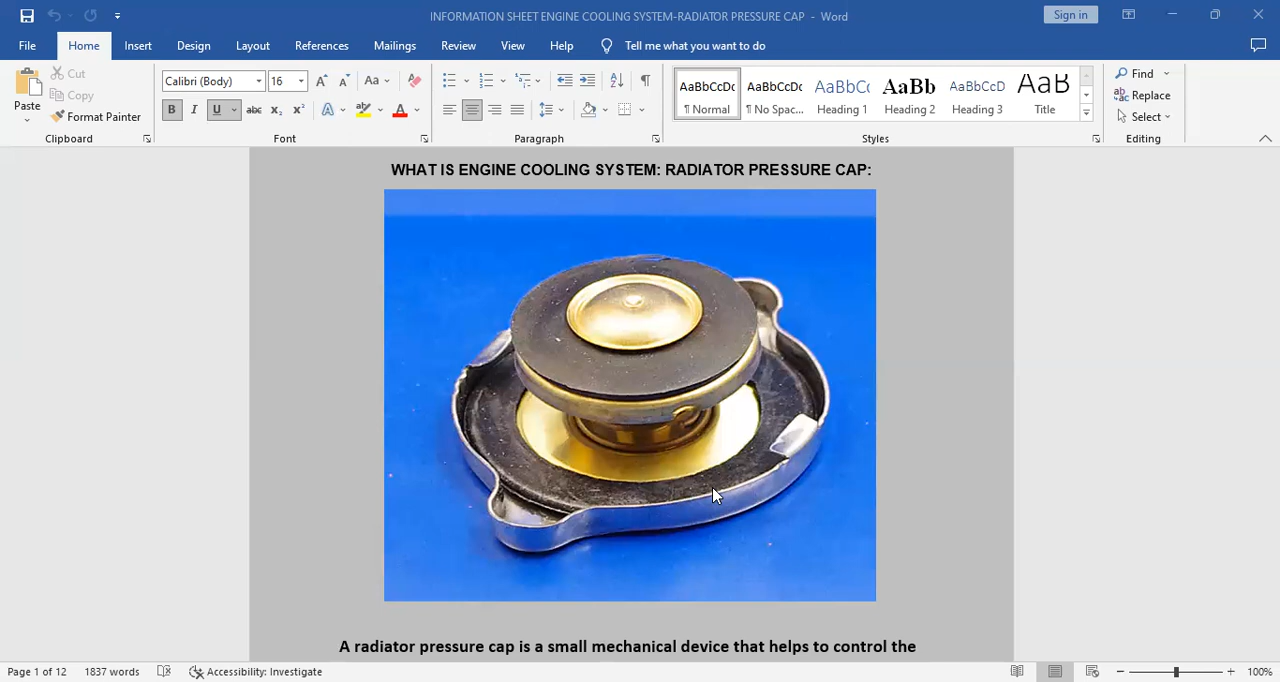 INFORMATION SHEET ENGINE COOLING SYSTEM-RADIATOR PRESSURE CAP - Word
Sign in
File Home Insert Design Layout References Mailings Review View Help Tell me what you want to do
Paste
Cut
Copy
Format Painter
Clipboard
Calibri (Body) 16
Font
Paragraph
AaBbCcDc AaBbCcDc AaBbCc AaBb AaBbCcD AaB
¶ Normal ¶ No Spac... Heading 1 Heading 2 Heading 3 Title
Styles
Find
Replace
Select
Editing
WHAT IS ENGINE COOLING SYSTEM: RADIATOR PRESSURE CAP:
A radiator pressure cap is a small mechanical device that helps to control the
Page 1 of 12 1837 words Accessibility: Investigate 100%